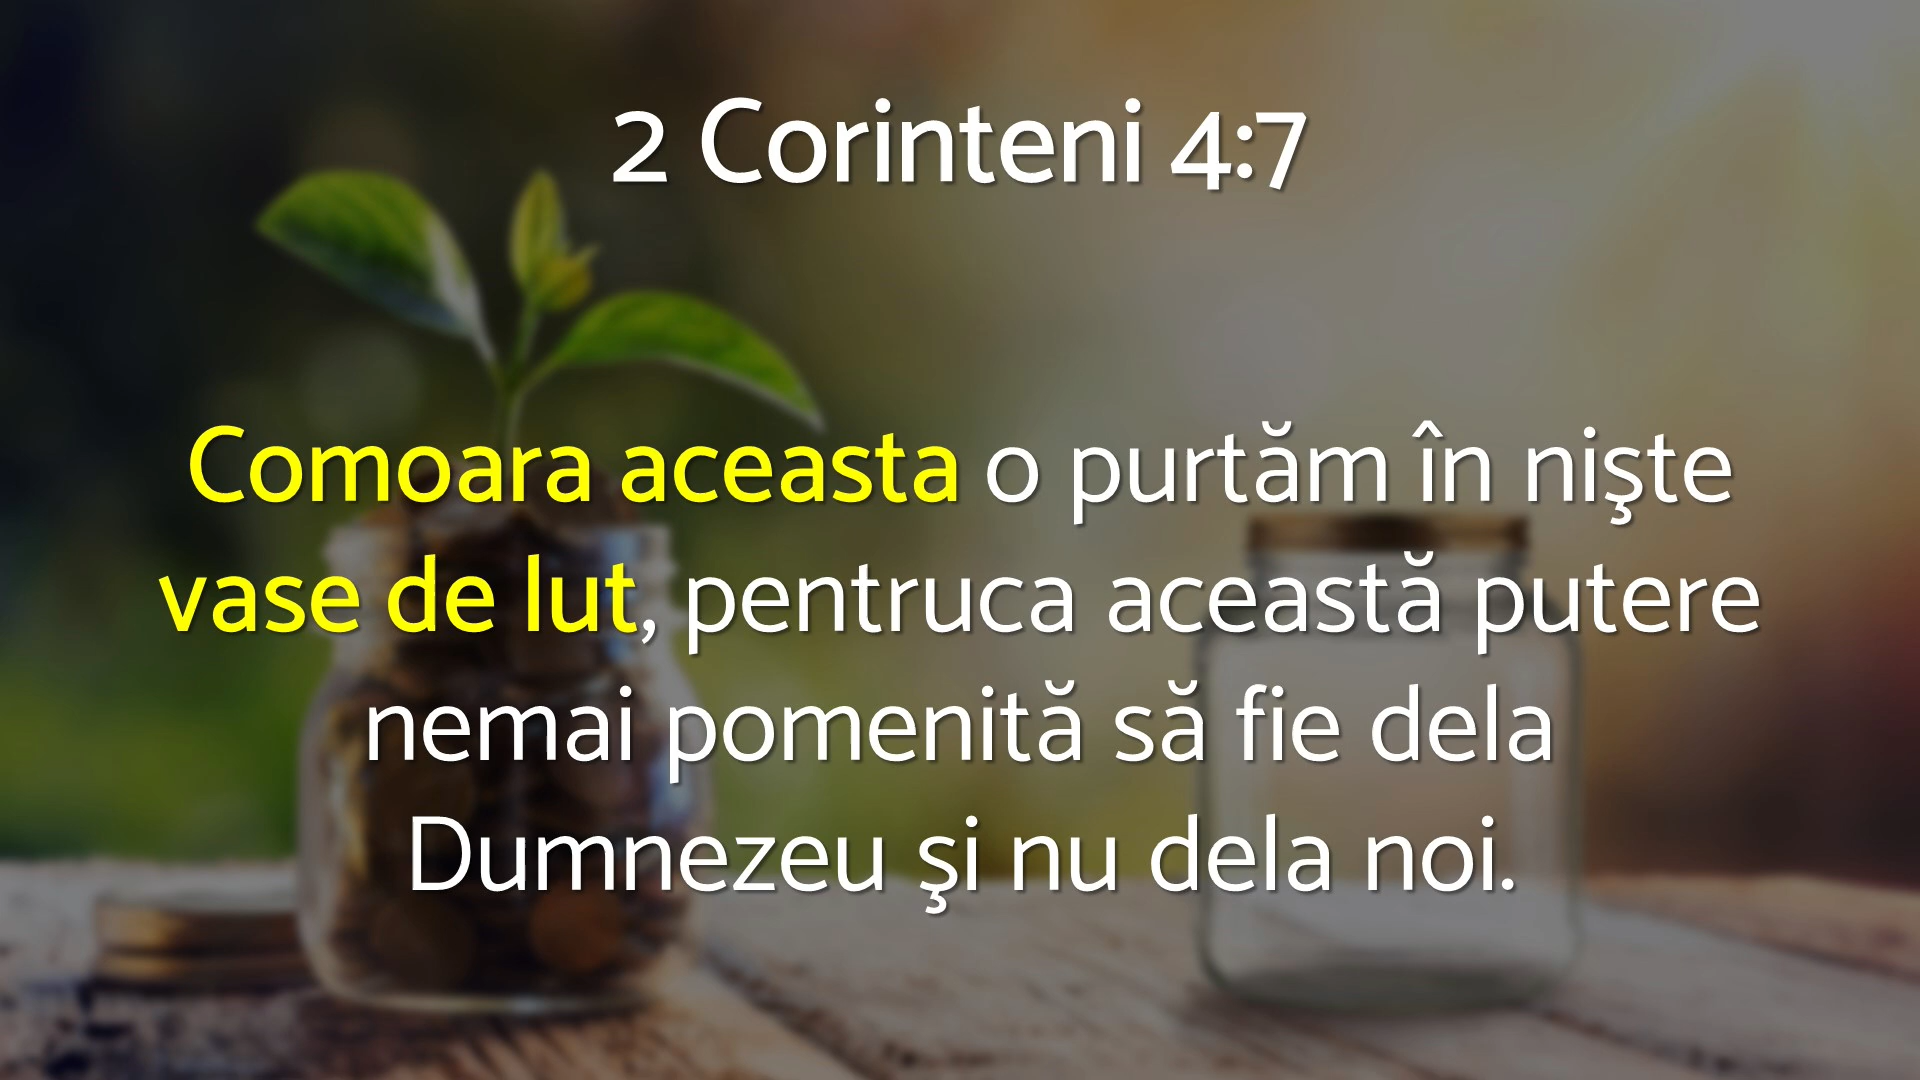 2 Corinteni 4:7
Comoara aceasta o purtăm în nişte
vase de lut, pentruca această putere
nemai pomenită să fie dela
Dumnezeu şi nu dela noi.